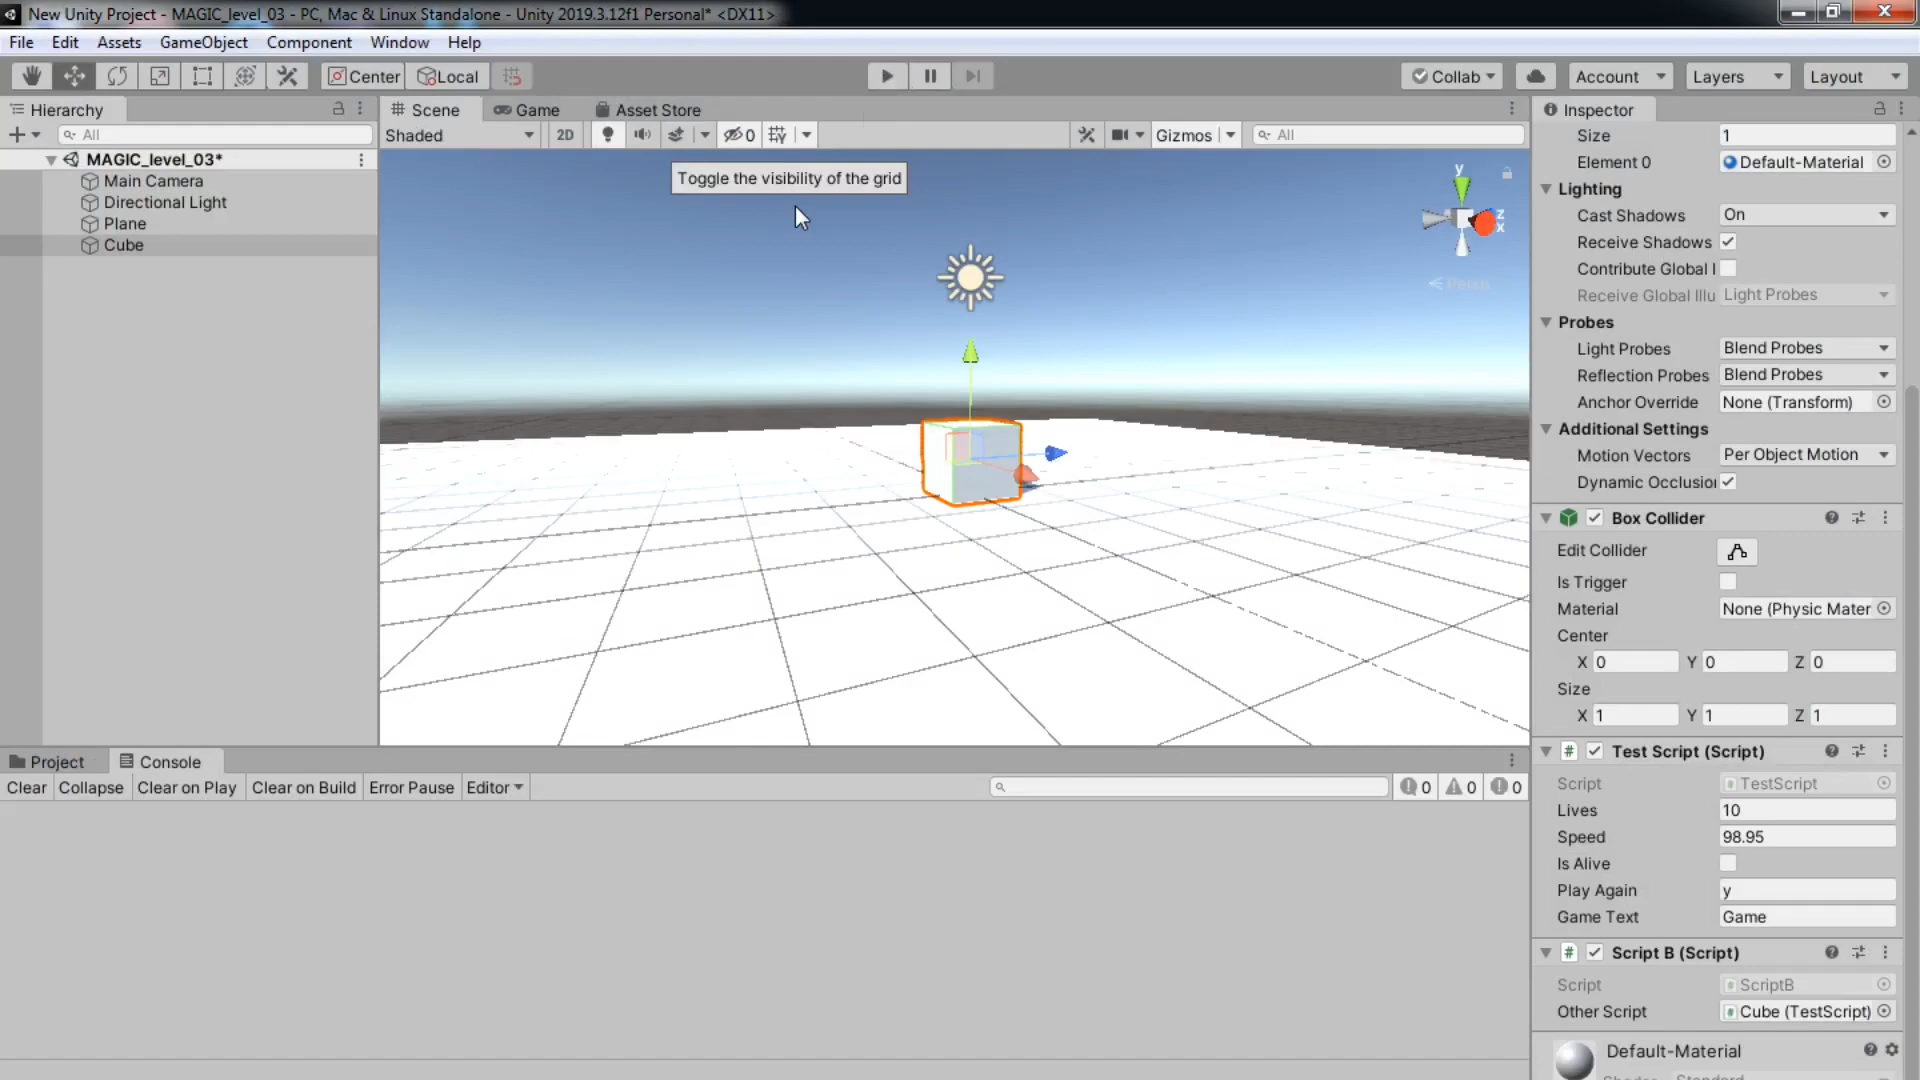 New Unity Project - MAGIC_level_03 - PC, Mac & Linux Standalone - Unity 2019.3.12f1 Personal* <DX11>
File Edit Assets GameObject Component Window Help
Center Local Collab Account Layers Layout
Hierarchy
All
MAGIC_level_03*
Main Camera
Directional Light
Plane
Cube
Scene Game Asset Store
Shaded 2D 0 Gizmos All
Toggle the visibility of the grid
y
z
x
Persp
Project Console
Clear Collapse Clear on Play Clear on Build Error Pause Editor 0 0 0
Inspector
Size 1
Element 0 Default-Material
Lighting
Cast Shadows On
Receive Shadows
Contribute Global I
Receive Global Illu Light Probes
Probes
Light Probes Blend Probes
Reflection Probes Blend Probes
Anchor Override None (Transform)
Additional Settings
Motion Vectors Per Object Motion
Dynamic Occlusion
Box Collider
Edit Collider
Is Trigger
Material None (Physic Mater
Center
X 0 Y 0 Z 0
Size
X 1 Y 1 Z 1
Test Script (Script)
Script TestScript
Lives 10
Speed 98.95
Is Alive
Play Again y
Game Text Game
Script B (Script)
Script ScriptB
Other Script Cube (TestScript)
Default-Material
Shader Standard